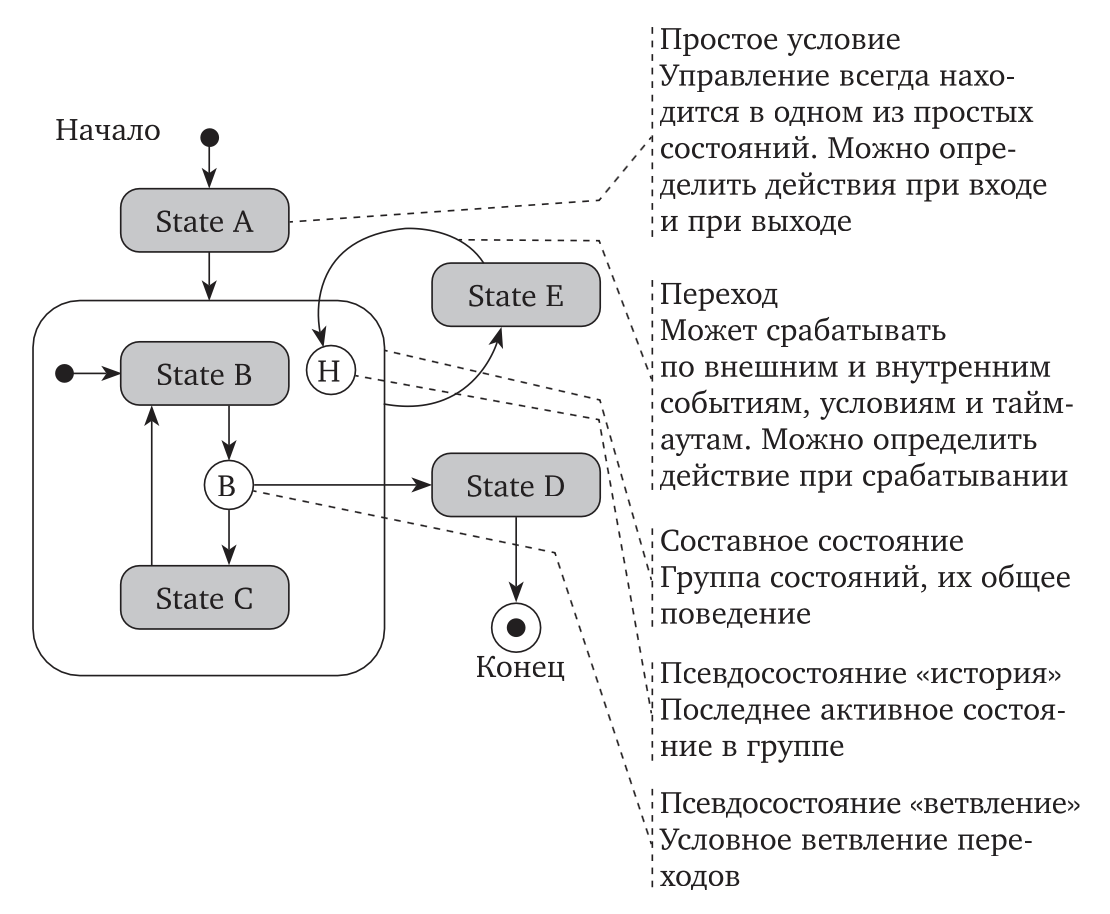 Начало
State A
State E
State B
H
B
State D
State C
Конец
Простое условие
Управление всегда нахо-
дится в одном из простых
состояний. Можно опре-
делить действия при входе
и при выходе
Переход
Может срабатывать
по внешним и внутренним
событиям, условиям и тайм-
аутам. Можно определить
действие при срабатывании
Составное состояние
Группа состояний, их общее
поведение
Псевдосостояние «история»
Последнее активное состоя-
ние в группе
Псевдосостояние «ветвление»
Условное ветвление пере-
ходов